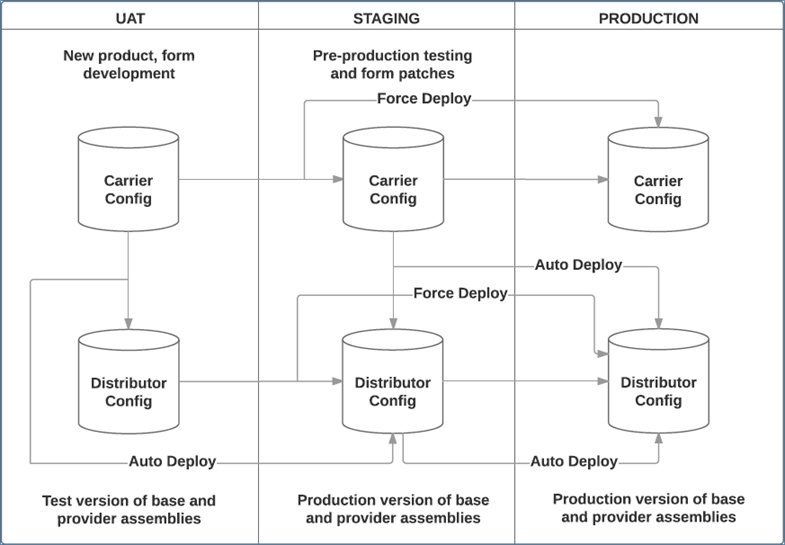 UAT
STAGING
PRODUCTION
New product, form
development
Pre-production testing
and form patches
Force Deploy
Carrier
Config
Carrier
Config
Carrier
Config
Auto Deploy
Force Deploy
Distributor
Config
Distributor
Config
Distributor
Config
Auto Deploy
Auto Deploy
Test version of base and
provider assemblies
Production version of base
and provider assemblies
Production version of base
and provider assemblies